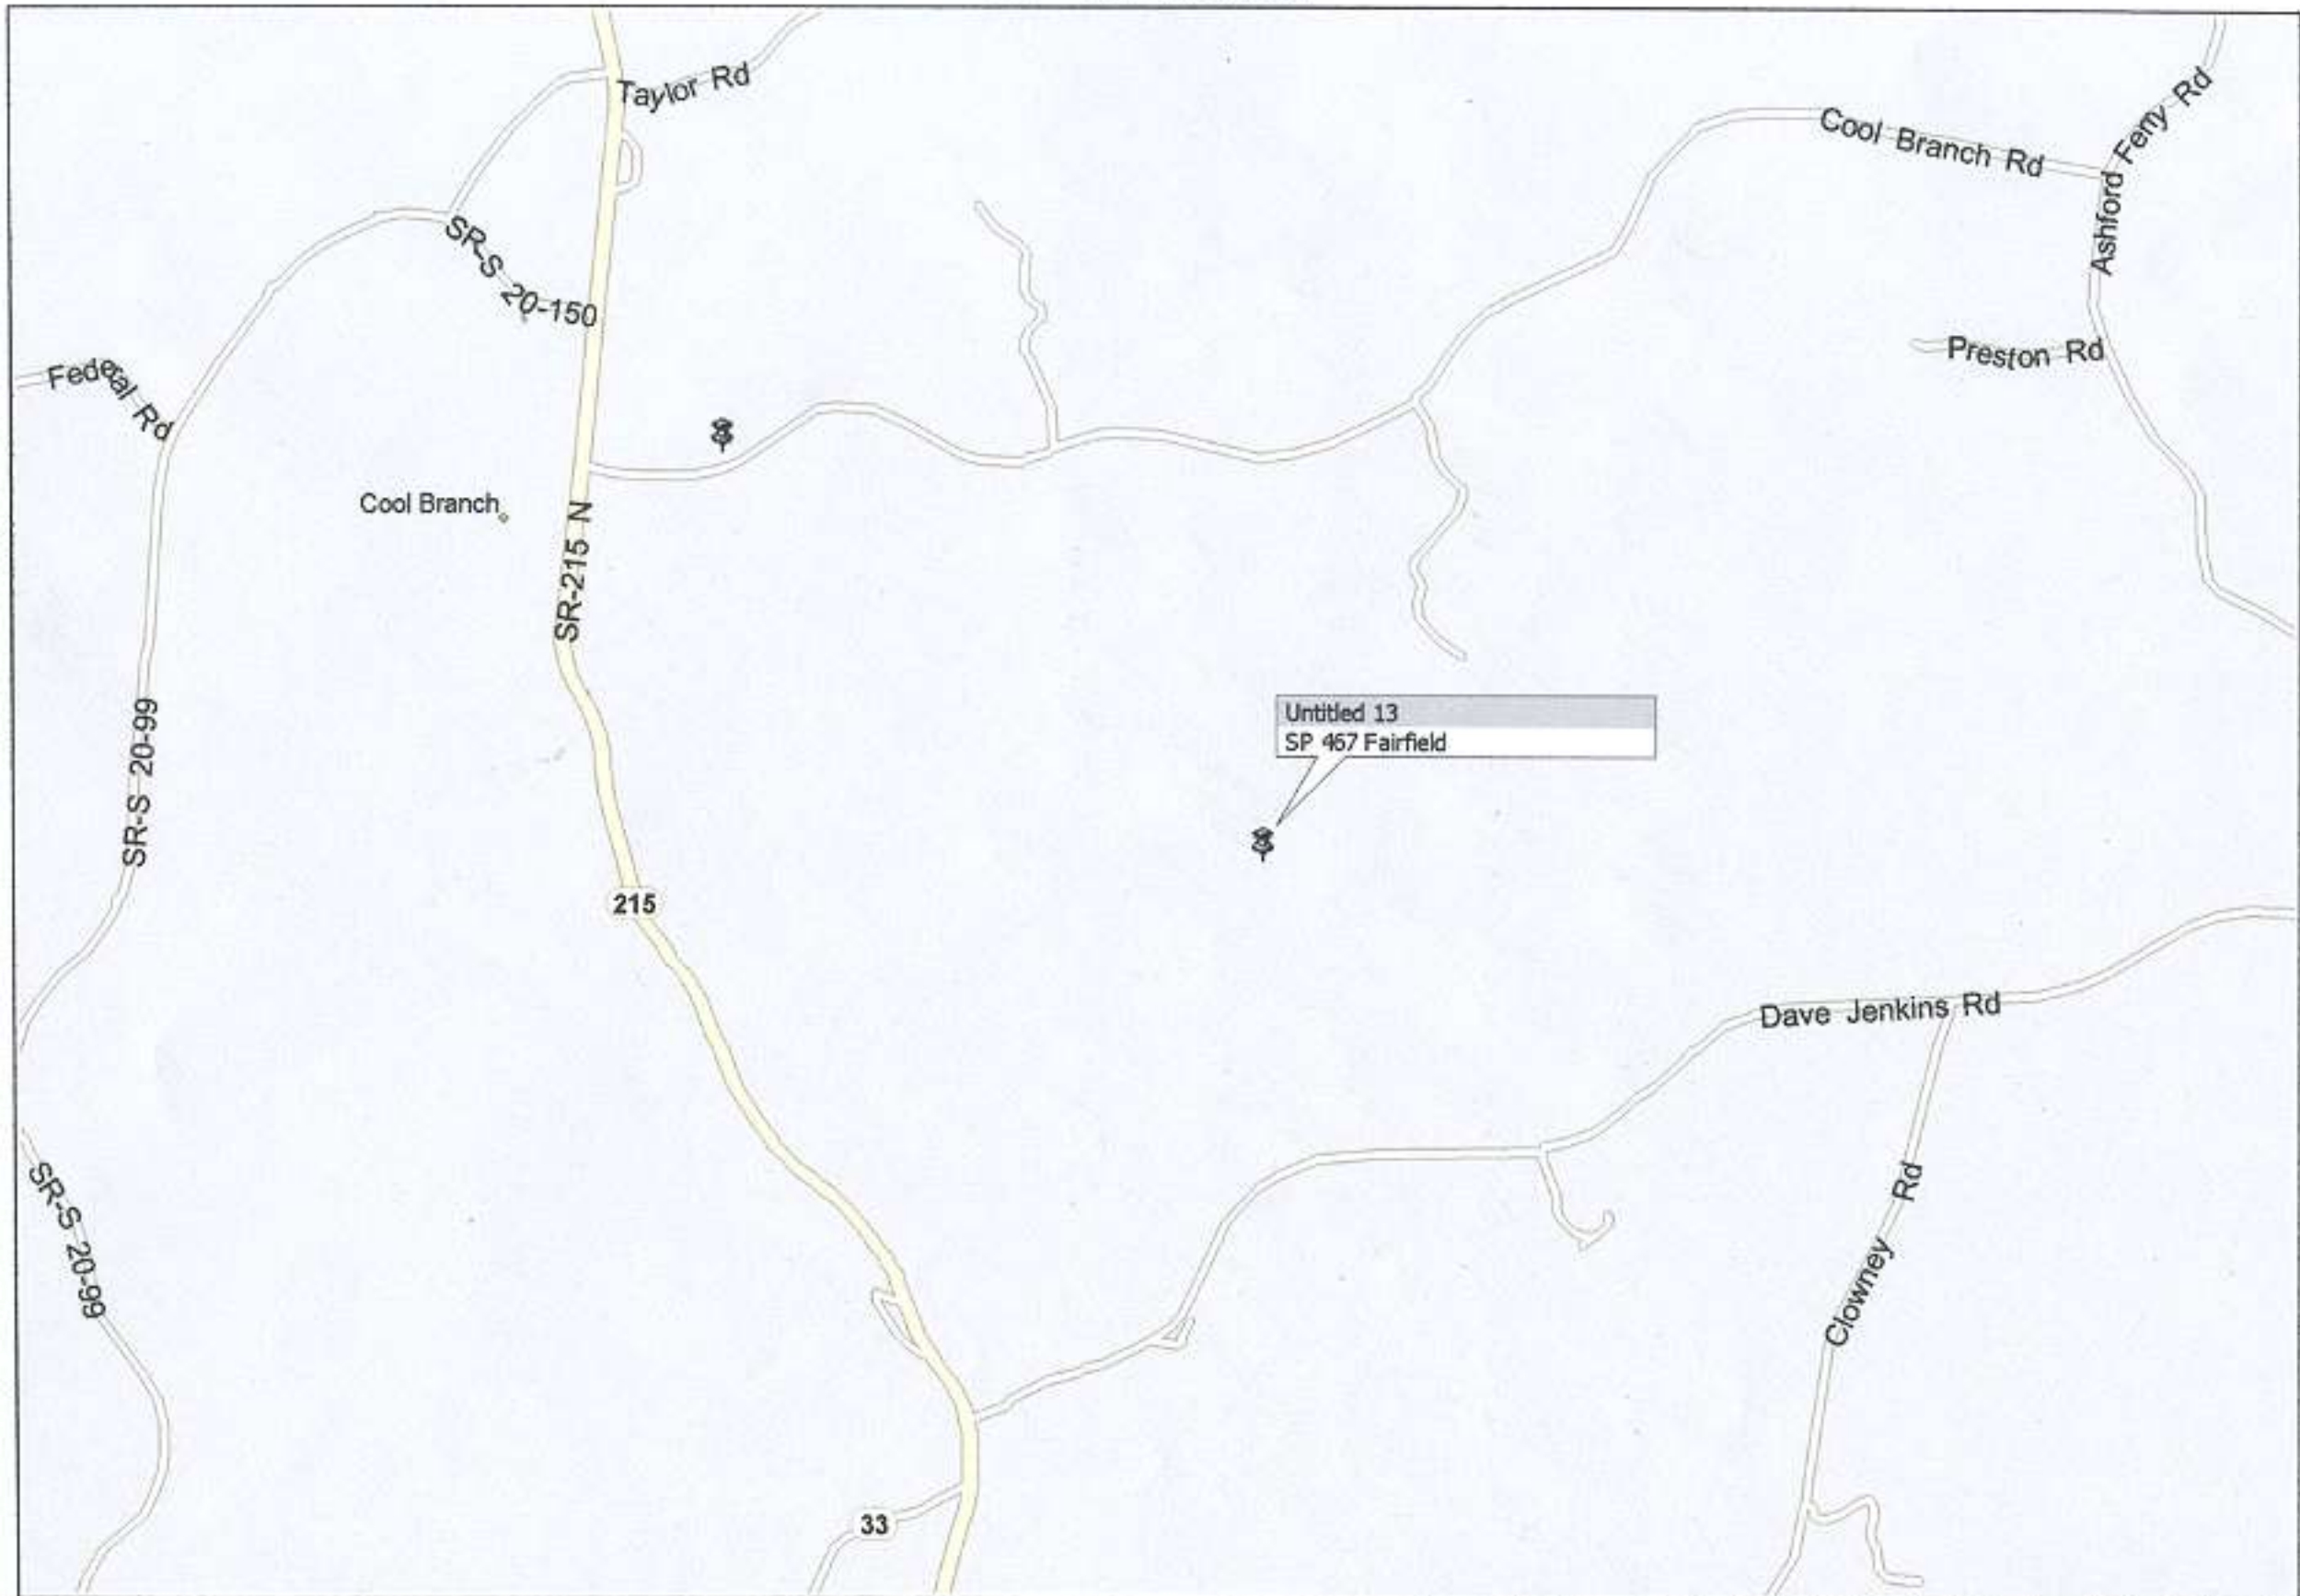 Taylor Rd
Cool Branch Rd
Ashford Ferry Rd
SR-S 20-150
Preston Rd
Federal Rd
Cool Branch
SR-215 N
Untitled 13
SP 467 Fairfield
SR-S 20-99
215
Dave Jenkins Rd
SR-S 20-99
Clowney Rd
33